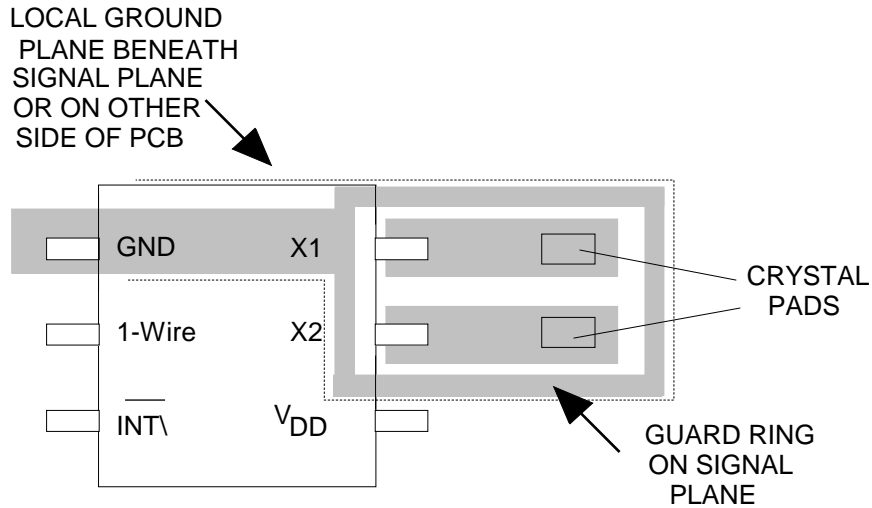 LOCAL GROUND
PLANE BENEATH
SIGNAL PLANE
OR ON OTHER
SIDE OF PCB
GND
X1
1-Wire
X2
INT\
VDD
CRYSTAL
PADS
GUARD RING
ON SIGNAL
PLANE